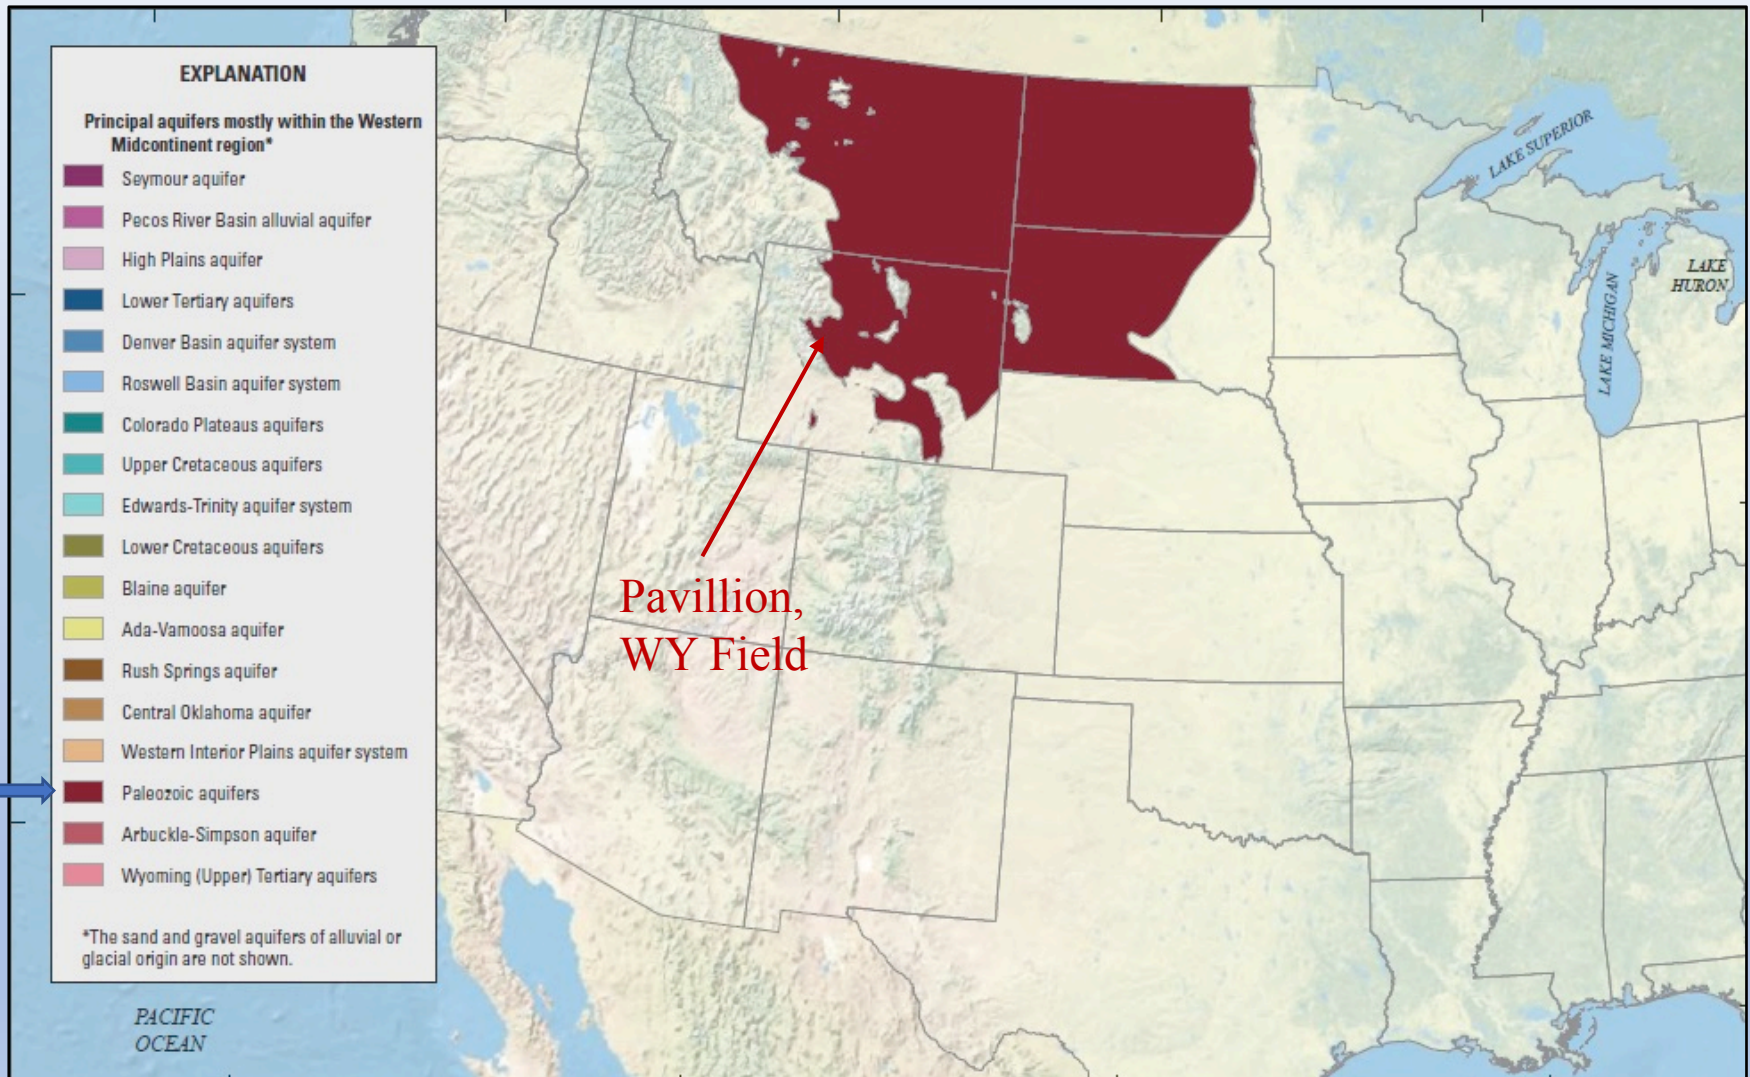 EXPLANATION
Principal aquifers mostly within the Western
Midcontinent region*
Seymour aquifer
Pecos River Basin alluvial aquifer
High Plains aquifer
Lower Tertiary aquifers
Denver Basin aquifer system
Roswell Basin aquifer system
Colorado Plateaus aquifers
Upper Cretaceous aquifers
Edwards-Trinity aquifer system
Lower Cretaceous aquifers
Blaine aquifer
Ada-Vamoosa aquifer
Rush Springs aquifer
Central Oklahoma aquifer
Western Interior Plains aquifer system
Paleozoic aquifers
Arbuckle-Simpson aquifer
Wyoming (Upper) Tertiary aquifers
*The sand and gravel aquifers of alluvial or
glacial origin are not shown.
PACIFIC
OCEAN
Pavillion,
WY Field
LAKE SUPERIOR
LAKE MICHIGAN
LAKE
HURON